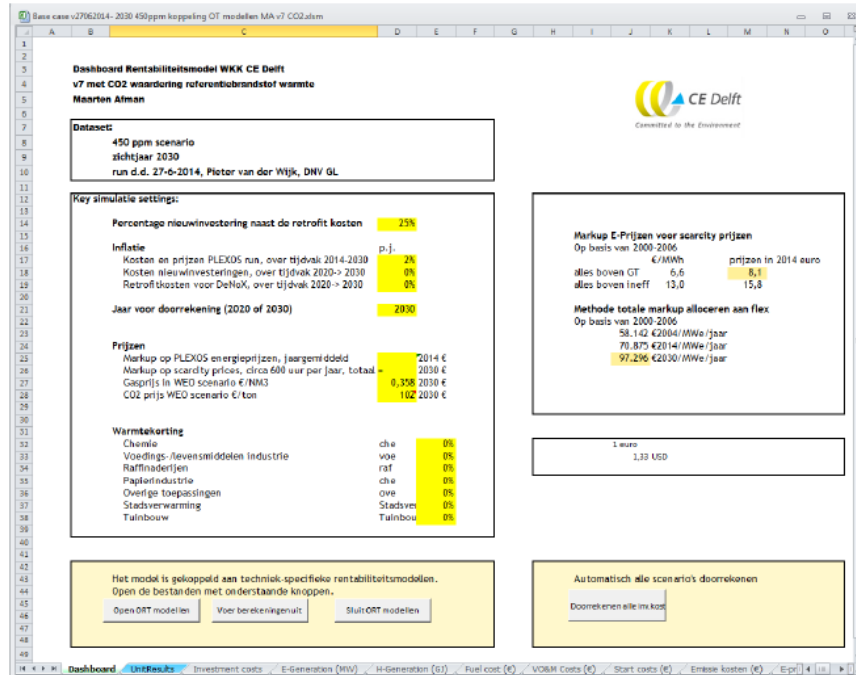 Base case v27062014- 2030 450ppm koppeling OT modellen MA v7 CO2.xlsm
A B C D E F G H I J K L M N O
Dashboard Rentabiliteitsmodel WKK CE Delft
v7 met CO2 waardering referentiebrandstof warmte
Maarten Afman
CE Delft
Committed to the Environment
Dataset:
450 ppm scenario
zichtjaar 2030
run d.d. 27-6-2014, Pieter van der Wijk, DNV GL
Key simulatie settings:
Percentage nieuwinvestering naast de retrofit kosten 25%
Inflatie p.j.
Kosten en prijzen PLEXOS run, over tijdvak 2014-2030 2%
Kosten nieuwinvesteringen, over tijdvak 2020-> 2030 0%
Retrofitkosten voor DeNoX, over tijdvak 2020-> 2030 0%
Jaar voor doorrekening (2020 of 2030) 2030
Prijzen
Markup op PLEXOS energieprijzen, jaargemiddeld 2014 €
Markup op scarcity prices, circa 600 uur per jaar, totaal = 2030 €
Gasprijs in WEO scenario €/NM3 0,358 2030 €
CO2 prijs WEO scenario €/ton 102 2030 €
Warmtekorting
Chemie che 0%
Voedings-/levensmiddelen industrie voe 0%
Raffinaderijen raf 0%
Papierindustrie che 0%
Overige toepassingen ove 0%
Stadsverwarming Stadsver 0%
Tuinbouw Tuinbou 0%
Markup E-Prijzen voor scarcity prijzen
Op basis van 2000-2006
€/MWh prijzen in 2014 euro
alles boven GT 6,6 8,1
alles boven ineff 13,0 15,8
Methode totale markup alloceren aan flex
Op basis van 2000-2006
58.142 €2004/MWe/jaar
70.875 €2014/MWe/jaar
97.296 €2030/MWe/jaar
1 euro
1,33 USD
Het model is gekoppeld aan techniek-specifieke rentabiliteitsmodellen.
Open de bestanden met onderstaande knoppen.
Open ORT modellen Voer berekeningen uit Sluit ORT modellen
Automatisch alle scenario's doorrekenen
Doorrekenen alle inv.kost
Dashboard UnitResults Investment costs E-Generation (MW) H-Generation (GJ) Fuel cost (€) VO&M Costs (€) Start costs (€) Emissie kosten (€) E-pri